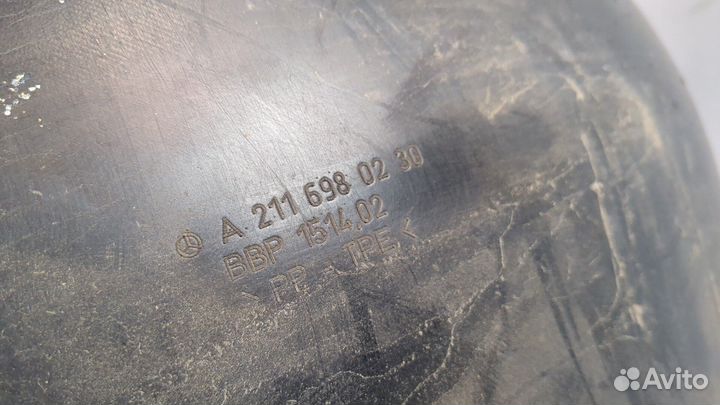 A 211 698 02 30
BBP 1514,02
> PP + TPE <
Avito